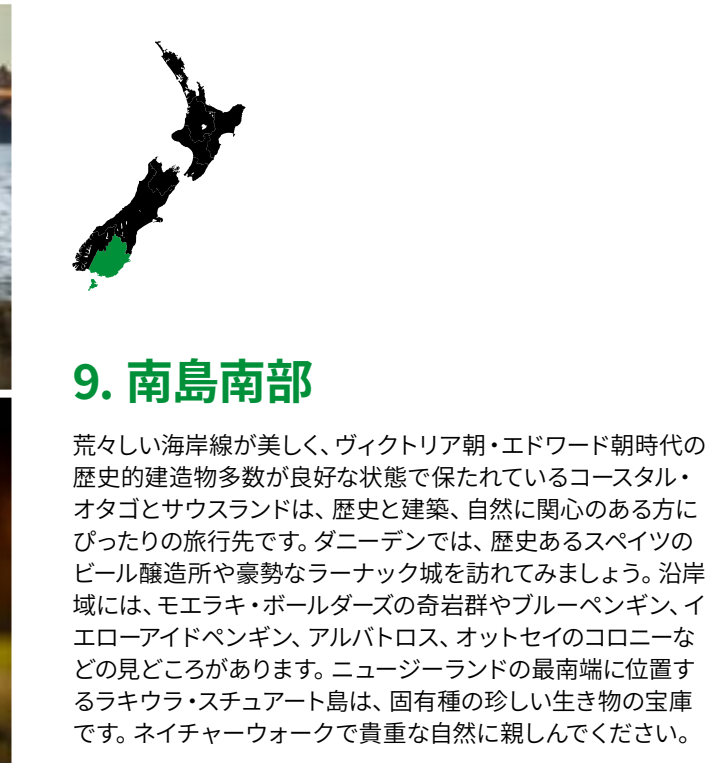 9. 南島南部
荒々しい海岸線が美しく、ヴィクトリア朝・エドワード朝時代の
歴史的建造物多数が良好な状態で保たれているコースタル・
オタゴとサウスランドは、歴史と建築、自然に関心のある方に
ぴったりの旅行先です。ダニーデンでは、歴史あるスペイツの
ビール醸造所や豪勢なラーナック城を訪れてみましょう。沿岸
域には、モエラキ・ボールダーズの奇岩群やブルーペンギン、イ
エローアイドペンギン、アルバトロス、オットセイのコロニーな
どの見どころがあります。ニュージーランドの最南端に位置す
るラキウラ・スチュアート島は、固有種の珍しい生き物の宝庫
です。ネイチャーウォークで貴重な自然に親しんでください。